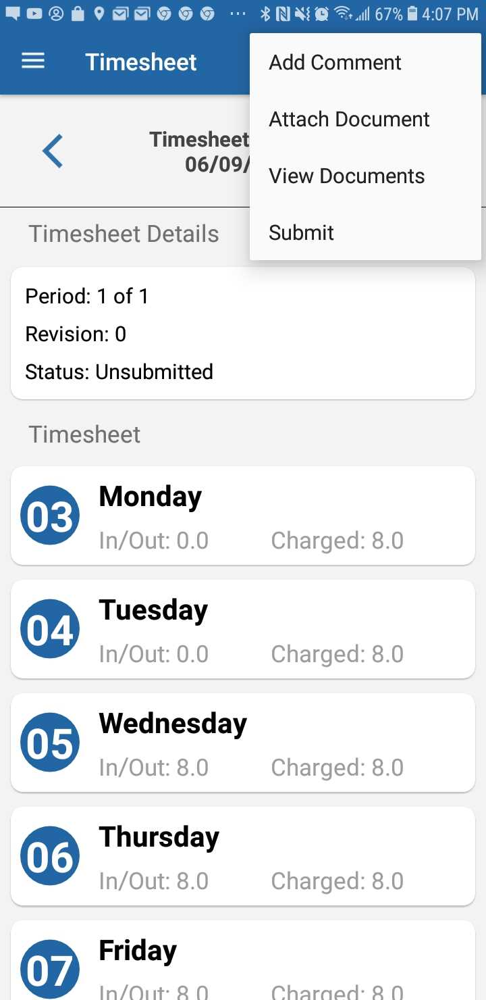 67% 4:07 PM
Timesheet
Add Comment
Attach Document
View Documents
Submit
Timesheet
06/09/
Timesheet Details
Period: 1 of 1
Revision: 0
Status: Unsubmitted
Timesheet
03 Monday
In/Out: 0.0 Charged: 8.0
04 Tuesday
In/Out: 0.0 Charged: 8.0
05 Wednesday
In/Out: 8.0 Charged: 8.0
06 Thursday
In/Out: 8.0 Charged: 8.0
07 Friday
In/Out: 8.0 Charged: 8.0